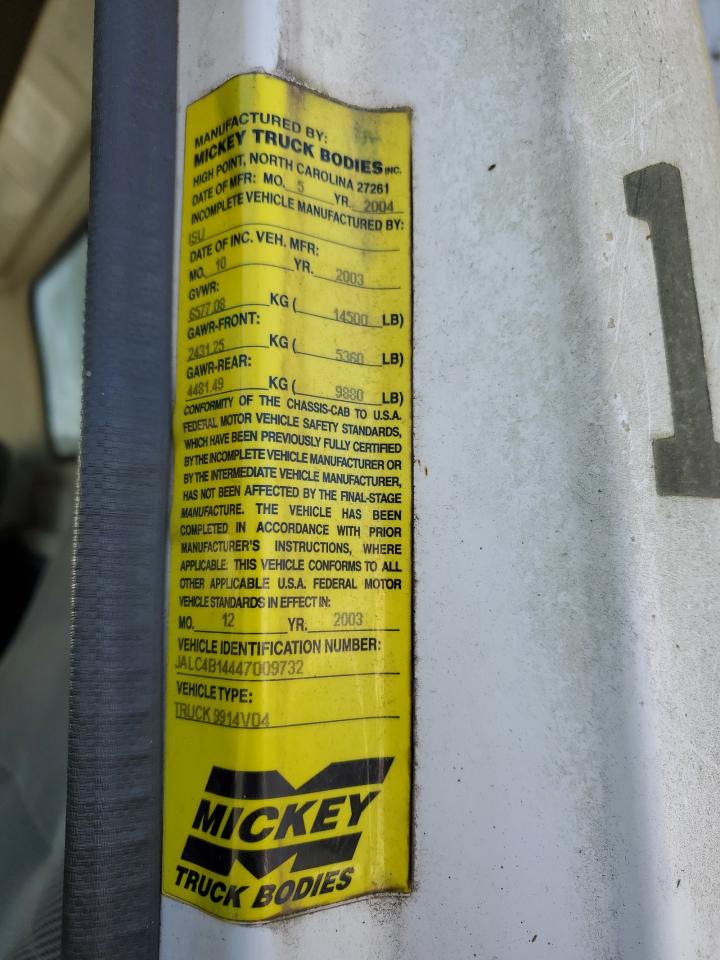 MANUFACTURED BY:
MICKEY TRUCK BODIES INC.
HIGH POINT, NORTH CAROLINA 27261
DATE OF MFR: MO. 5 YR. 2004
INCOMPLETE VEHICLE MANUFACTURED BY:
ISU
DATE OF INC. VEH. MFR:
MO. 10 YR. 2003
GVWR:
6577.08 KG ( 14500 LB)
GAWR-FRONT:
2431.25 KG ( 5360 LB)
GAWR-REAR:
4481.49 KG ( 9880 LB)
CONFORMITY OF THE CHASSIS-CAB TO U.S.A.
FEDERAL MOTOR VEHICLE SAFETY STANDARDS,
WHICH HAVE BEEN PREVIOUSLY FULLY CERTIFIED
BY THE INCOMPLETE VEHICLE MANUFACTURER OR
BY THE INTERMEDIATE VEHICLE MANUFACTURER,
HAS NOT BEEN AFFECTED BY THE FINAL-STAGE
MANUFACTURE. THE VEHICLE HAS BEEN
COMPLETED IN ACCORDANCE WITH PRIOR
MANUFACTURER'S INSTRUCTIONS, WHERE
APPLICABLE. THIS VEHICLE CONFORMS TO ALL
OTHER APPLICABLE U.S.A. FEDERAL MOTOR
VEHICLE STANDARDS IN EFFECT IN:
MO. 12 YR. 2003
VEHICLE IDENTIFICATION NUMBER:
JALC4B14447009732
VEHICLE TYPE:
TRUCK 9914V04
MICKEY
TRUCK BODIES
1